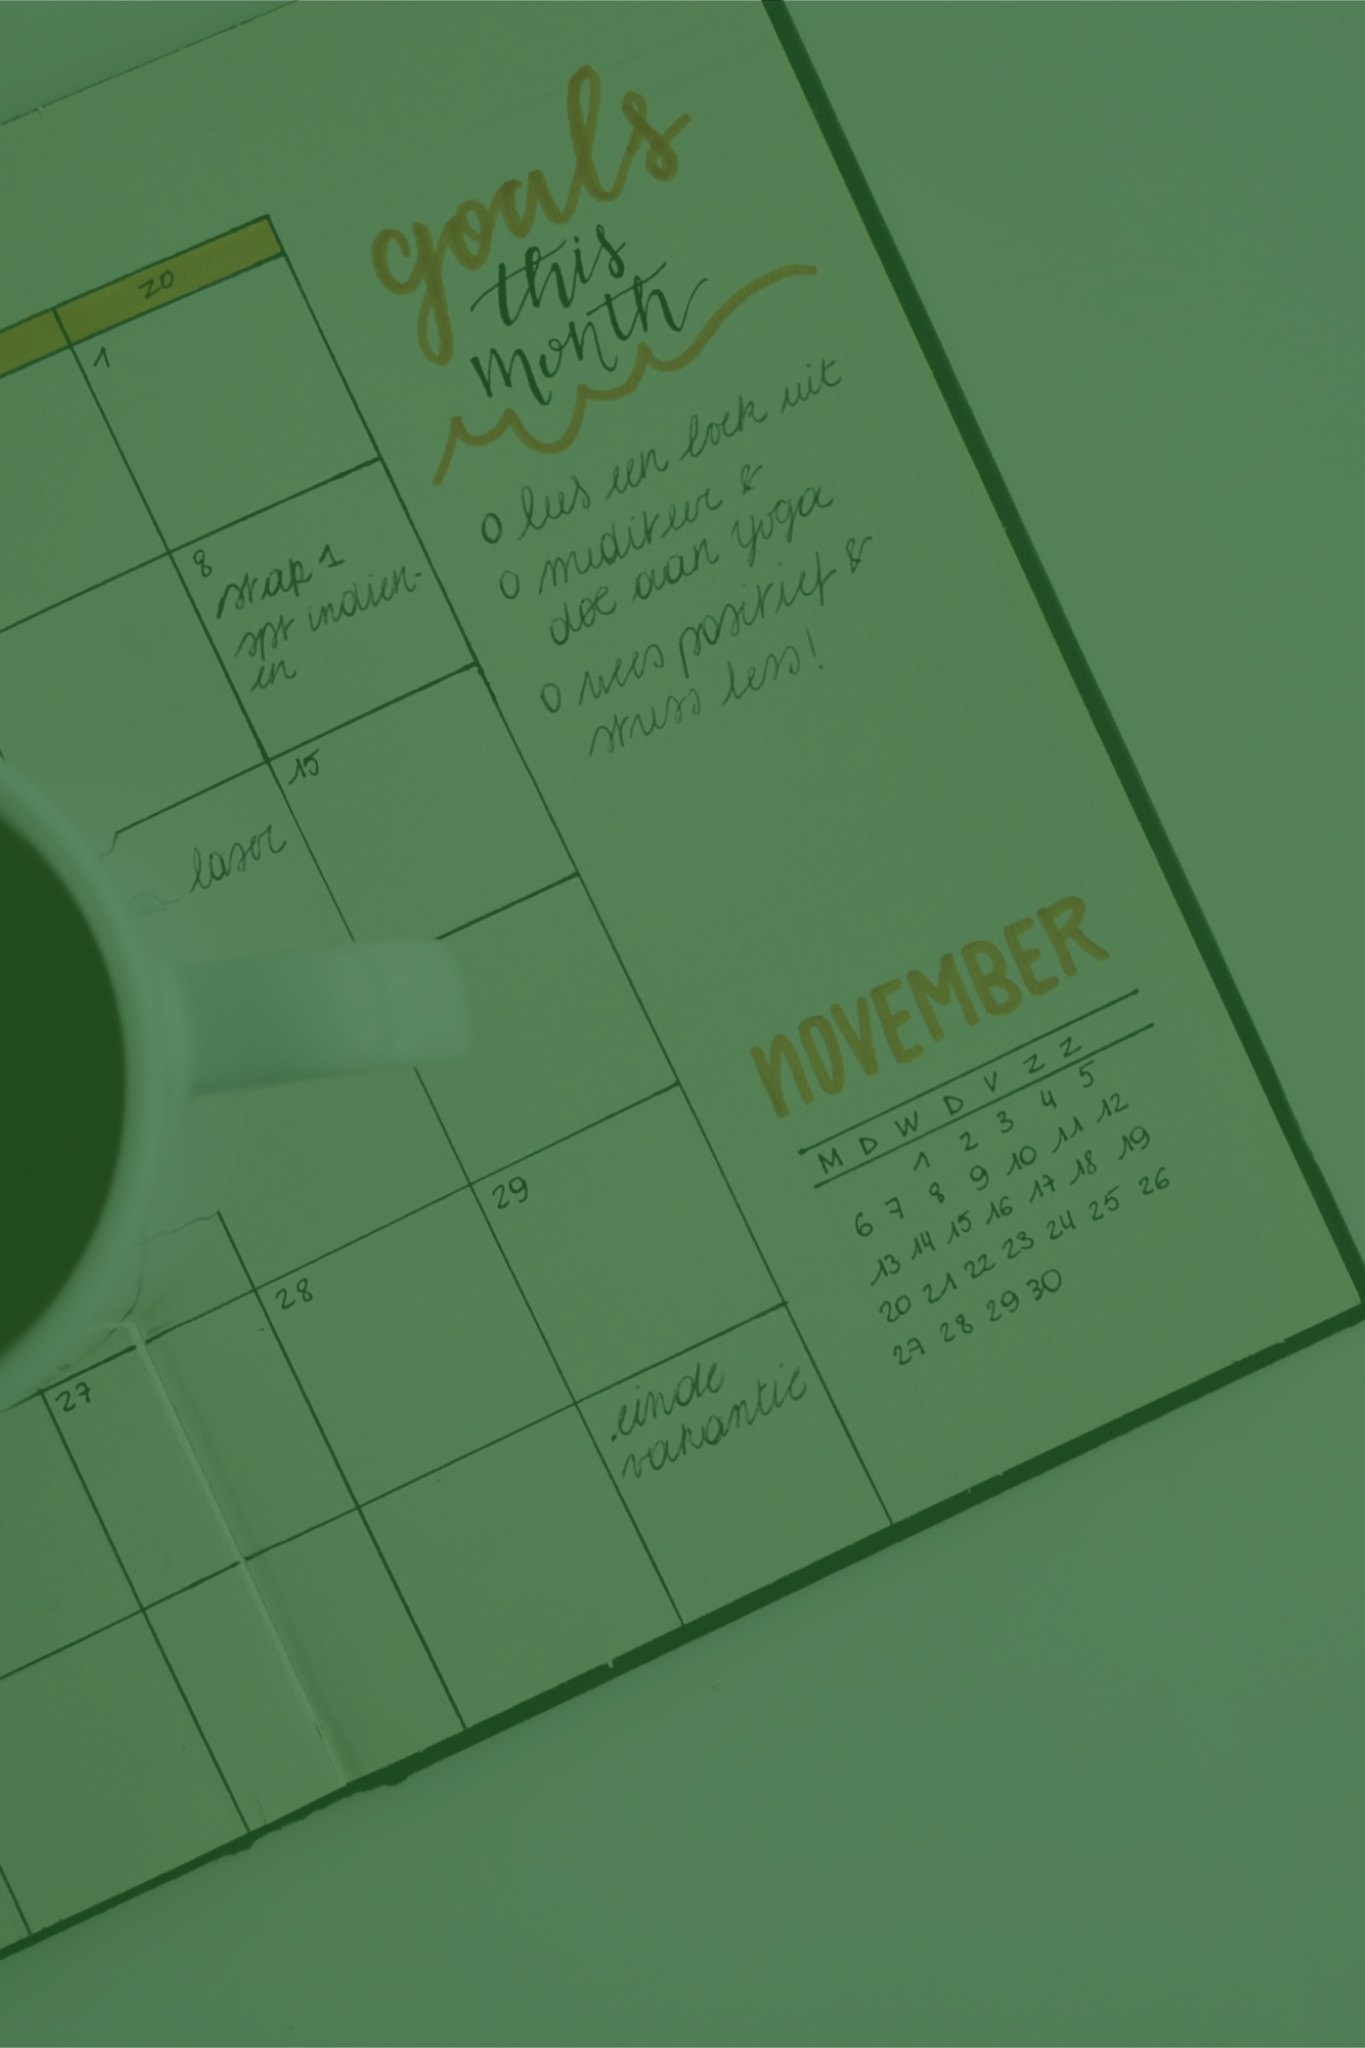 goals
this
month
o lees een boek uit
o mediteer &
doe aan yoga
o wees positief &
stress less!
zo
1
8
stap 1
spt indien-
en
15
laser
29
28
27
einde
vakantie
NOVEMBER
M D W D V Z Z
1 2 3 4 5
6 7 8 9 10 11 12
13 14 15 16 17 18 19
20 21 22 23 24 25 26
27 28 29 30